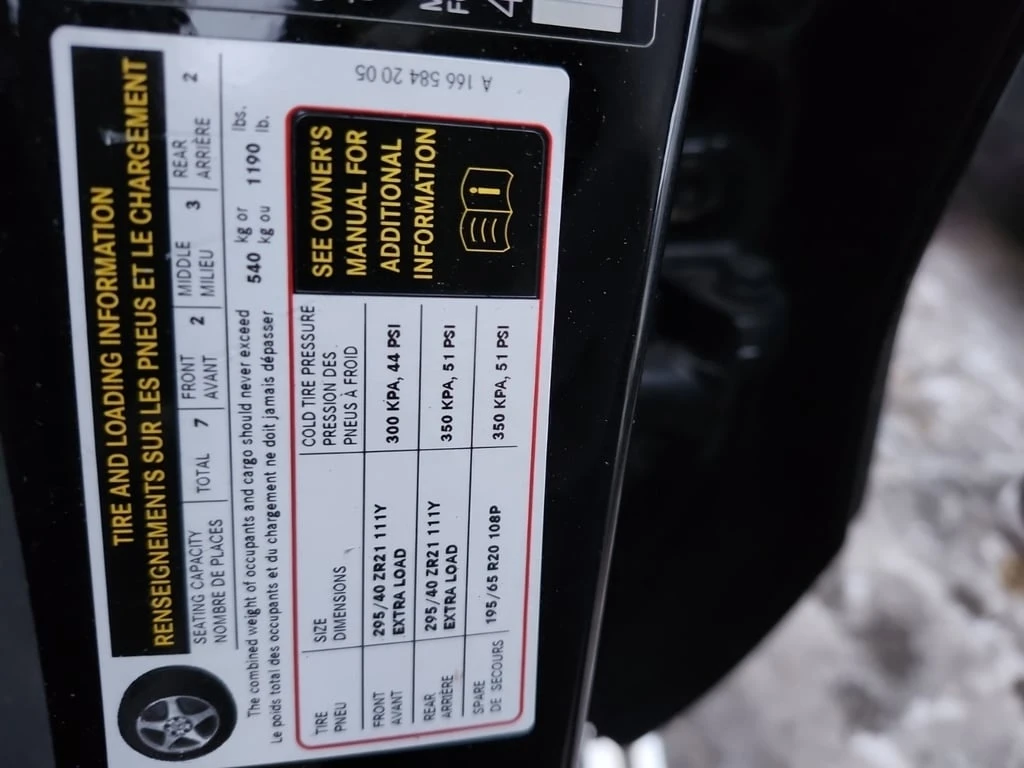 TIRE AND LOADING INFORMATION
RENSEIGNEMENTS SUR LES PNEUS ET LE CHARGEMENT
SEATING CAPACITY TOTAL 7 FRONT 2 MIDDLE 3 REAR 2
NOMBRE DE PLACES AVANT MILIEU ARRIÈRE
The combined weight of occupants and cargo should never exceed 540 kg or 1190 lbs.
Le poids total des occupants et du chargement ne doit jamais dépasser kg ou lb.
TIRE SIZE COLD TIRE PRESSURE
PNEU DIMENSIONS PRESSION DES
PNEUS À FROID
FRONT 295/40 ZR21 111Y 300 KPA, 44 PSI
AVANT EXTRA LOAD
REAR 295/40 ZR21 111Y 350 KPA, 51 PSI
ARRIÈRE EXTRA LOAD
SPARE 195/65 R20 108P 350 KPA, 51 PSI
DE SECOURS
SEE OWNER'S
MANUAL FOR
ADDITIONAL
INFORMATION
A 166 584 20 05